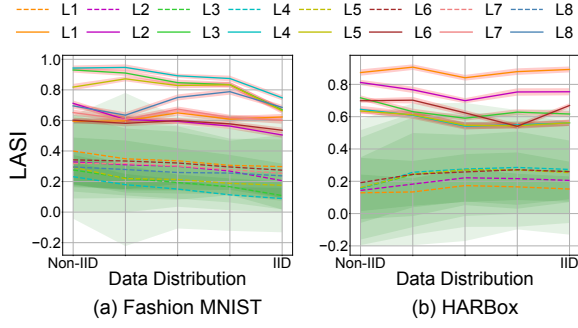 L1 L2 L3 L4 L5 L6 L7 L8
L1 L2 L3 L4 L5 L6 L7 L8
1.0
0.8
0.6
0.4
0.2
0.0
−0.2
LASI
Non-IID IID
Data Distribution
(a) Fashion MNIST
0.8
0.6
0.4
0.2
0.0
−0.2
Non-IID IID
Data Distribution
(b) HARBox